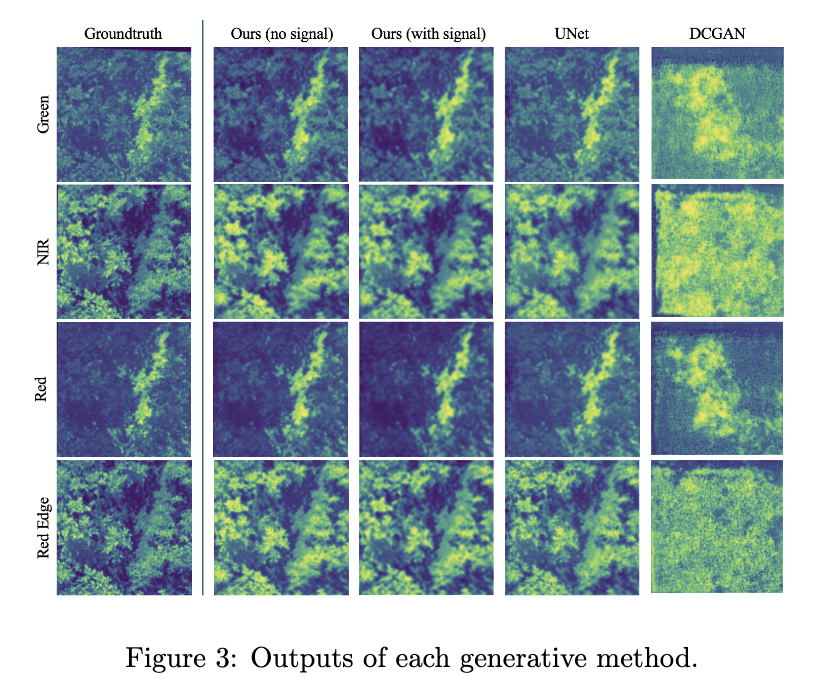 Groundtruth
Ours (no signal)
Ours (with signal)
UNet
DCGAN
Green
NIR
Red
Red Edge
Figure 3: Outputs of each generative method.